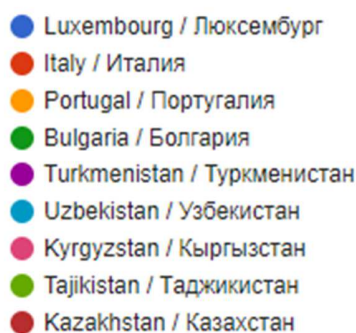 Luxembourg / Люксембург
Italy / Италия
Portugal / Португалия
Bulgaria / Болгария
Turkmenistan / Туркменистан
Uzbekistan / Узбекистан
Kyrgyzstan / Кыргызстан
Tajikistan / Таджикистан
Kazakhstan / Казахстан